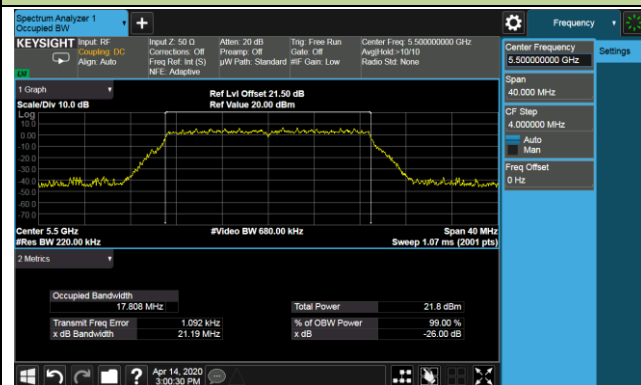 Spectrum Analyzer 1
Occupied BW
Frequency
KEYSIGHT
Input: RF
Coupling: DC
Align: Auto
Input Z: 50 Ω
Corrections: Off
Freq Ref: Int (S)
NFE: Adaptive
Atten: 20 dB
Preamp: Off
µW Path: Standard
Trig: Free Run
Gate: Off
#IF Gain: Low
Center Freq: 5.500000000 GHz
Avg|Hold:>10/10
Radio Std: None
Center Frequency
5.500000000 GHz
Settings
Span
40.000 MHz
CF Step
4.000000 MHz
Auto
Man
Freq Offset
0 Hz
1 Graph
Scale/Div 10.0 dB
Ref Lvl Offset 21.50 dB
Ref Value 20.00 dBm
Log
10.0
0.00
-10.0
-20.0
-30.0
-40.0
-50.0
-60.0
-70.0
Center 5.5 GHz
#Video BW 680.00 kHz
Span 40 MHz
#Res BW 220.00 kHz
Sweep 1.07 ms (2001 pts)
2 Metrics
Occupied Bandwidth
17.808 MHz
Total Power
21.8 dBm
Transmit Freq Error
1.092 kHz
% of OBW Power
99.00 %
x dB Bandwidth
21.19 MHz
x dB
-26.00 dB
?
Apr 14, 2020
3:00:30 PM